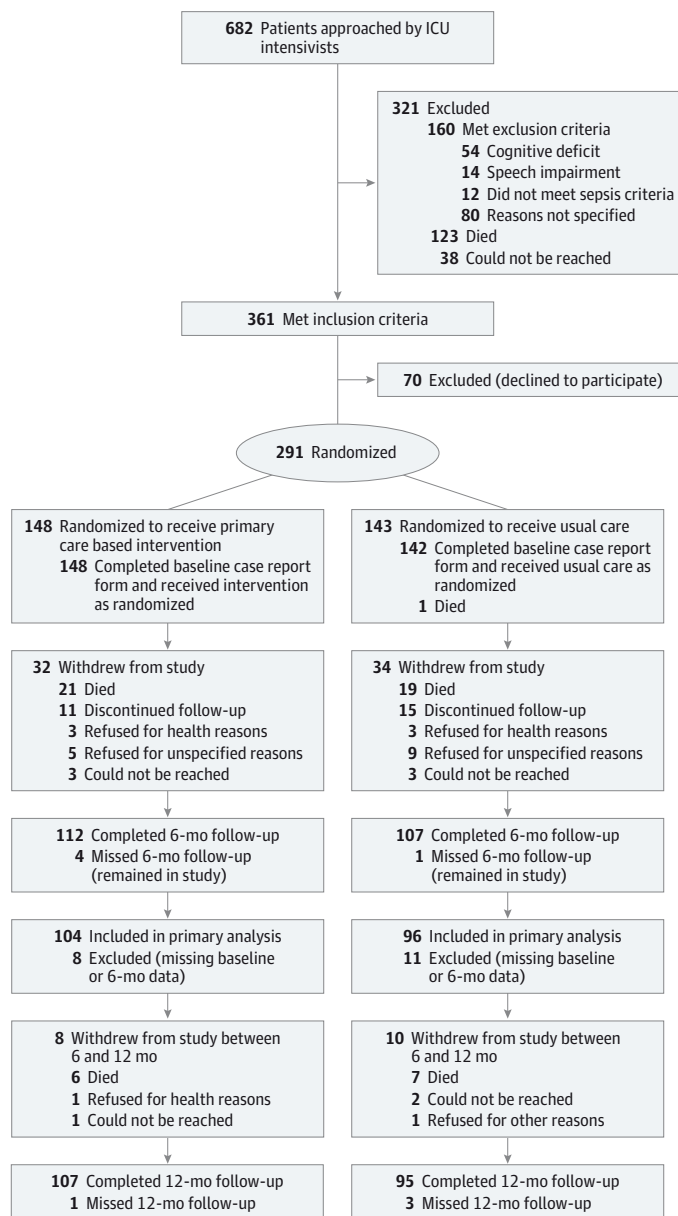 682 Patients approached by ICU
intensivists
321 Excluded
160 Met exclusion criteria
54 Cognitive deficit
14 Speech impairment
12 Did not meet sepsis criteria
80 Reasons not specified
123 Died
38 Could not be reached
361 Met inclusion criteria
70 Excluded (declined to participate)
291 Randomized
148 Randomized to receive primary
care based intervention
148 Completed baseline case report
form and received intervention
as randomized
143 Randomized to receive usual care
142 Completed baseline case report
form and received usual care as
randomized
1 Died
32 Withdrew from study
21 Died
11 Discontinued follow-up
3 Refused for health reasons
5 Refused for unspecified reasons
3 Could not be reached
34 Withdrew from study
19 Died
15 Discontinued follow-up
3 Refused for health reasons
9 Refused for unspecified reasons
3 Could not be reached
112 Completed 6-mo follow-up
4 Missed 6-mo follow-up
(remained in study)
107 Completed 6-mo follow-up
1 Missed 6-mo follow-up
(remained in study)
104 Included in primary analysis
8 Excluded (missing baseline
or 6-mo data)
96 Included in primary analysis
11 Excluded (missing baseline
or 6-mo data)
8 Withdrew from study between
6 and 12 mo
6 Died
1 Refused for health reasons
1 Could not be reached
10 Withdrew from study between
6 and 12 mo
7 Died
2 Could not be reached
1 Refused for other reasons
107 Completed 12-mo follow-up
1 Missed 12-mo follow-up
95 Completed 12-mo follow-up
3 Missed 12-mo follow-up